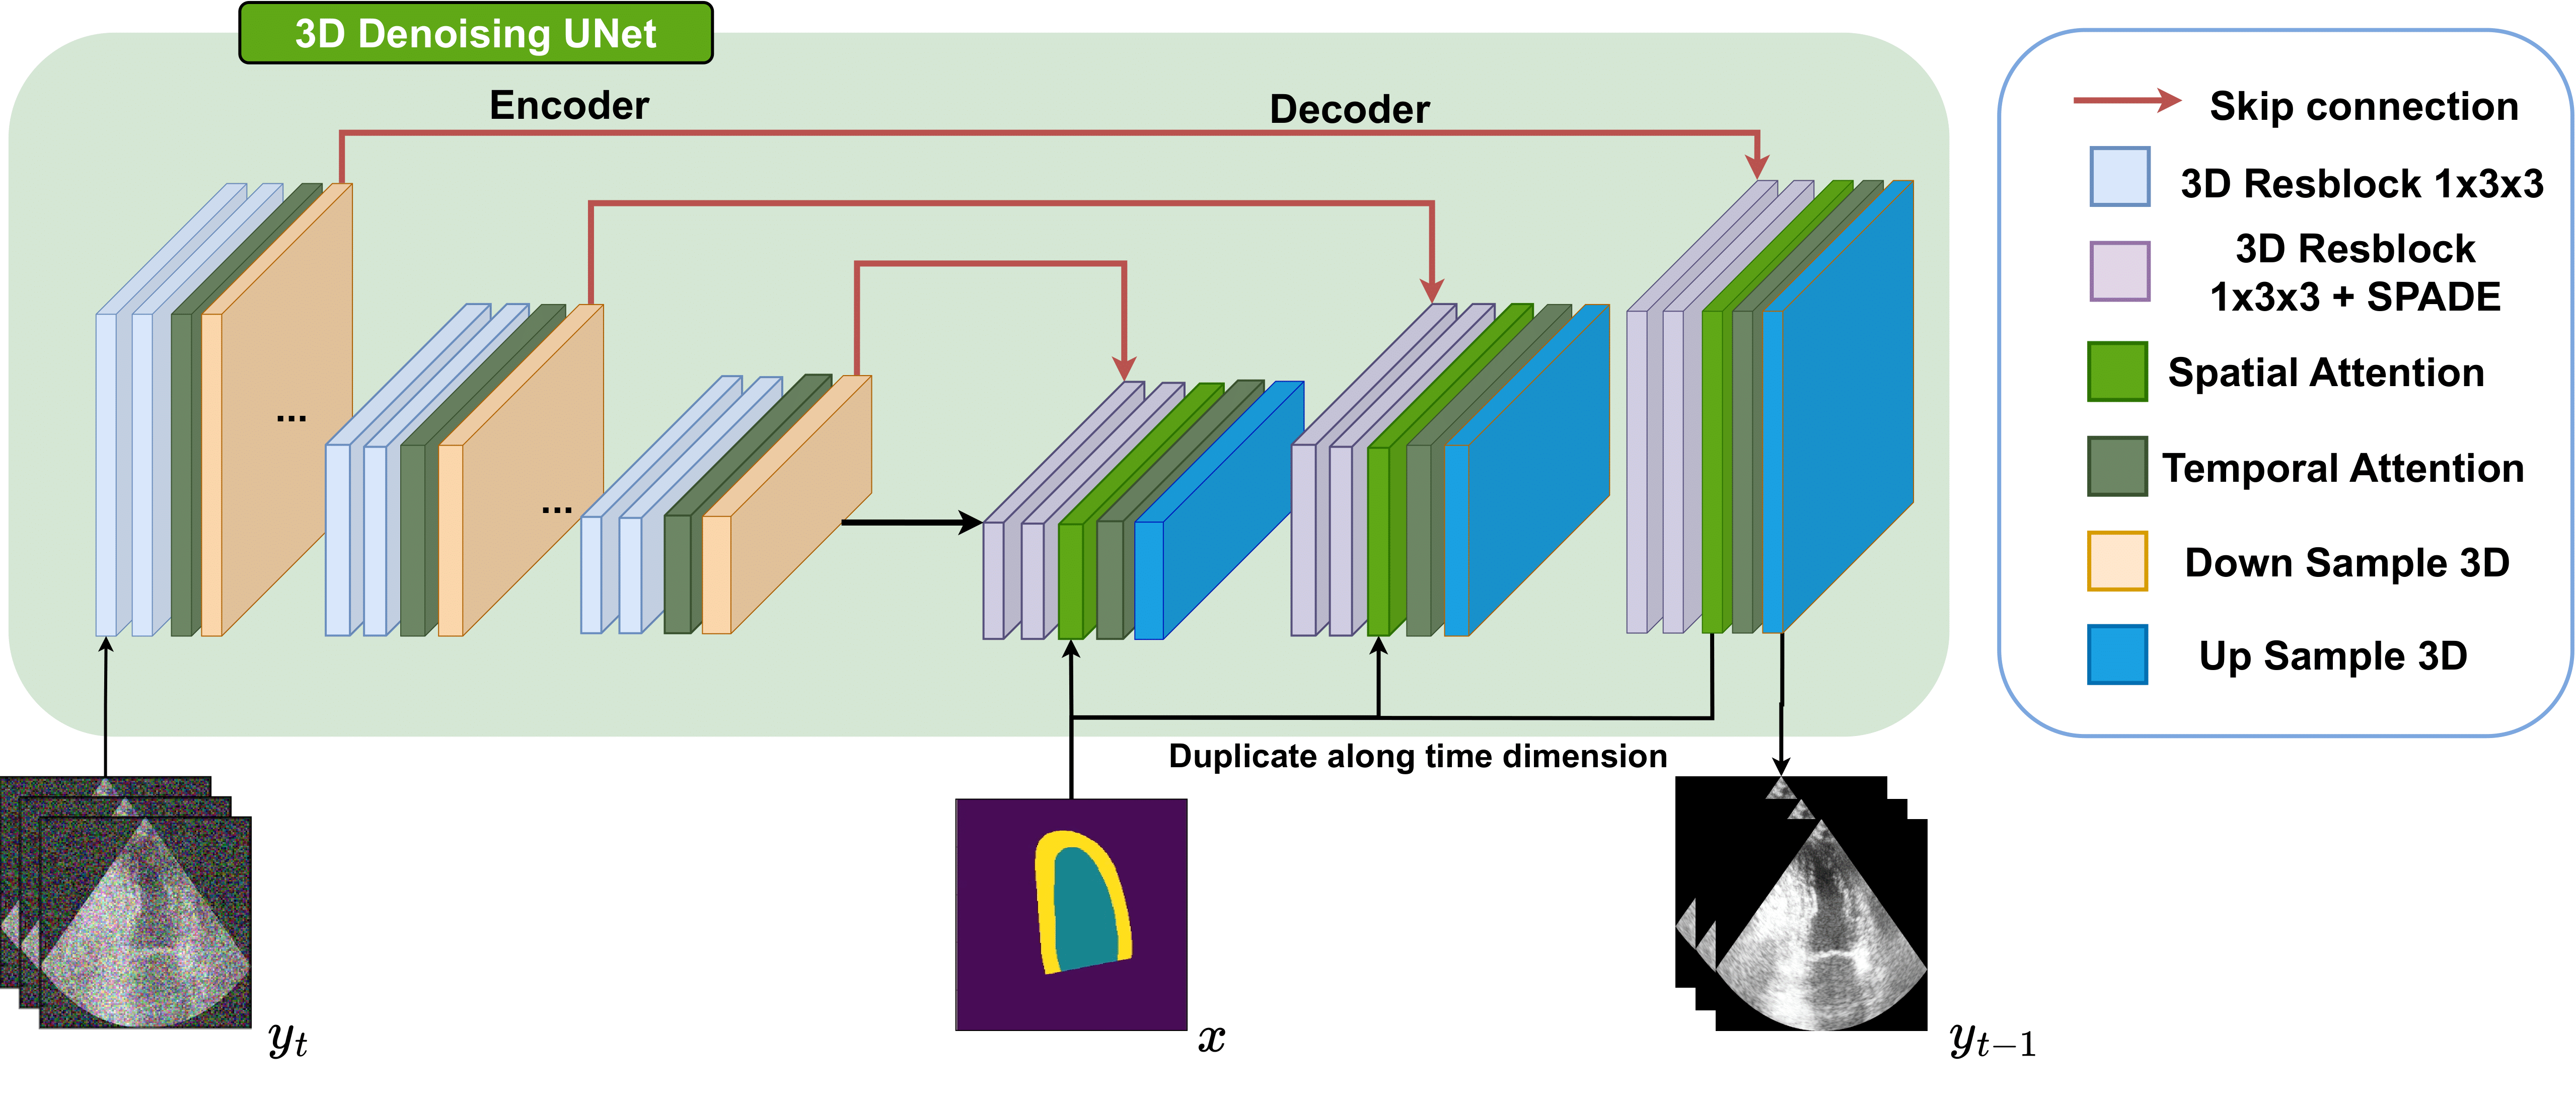 3D Denoising UNet
Encoder
Decoder
...
...
Duplicate along time dimension
y_t
x
y_{t-1}
Skip connection
3D Resblock 1x3x3
3D Resblock
1x3x3 + SPADE
Spatial Attention
Temporal Attention
Down Sample 3D
Up Sample 3D